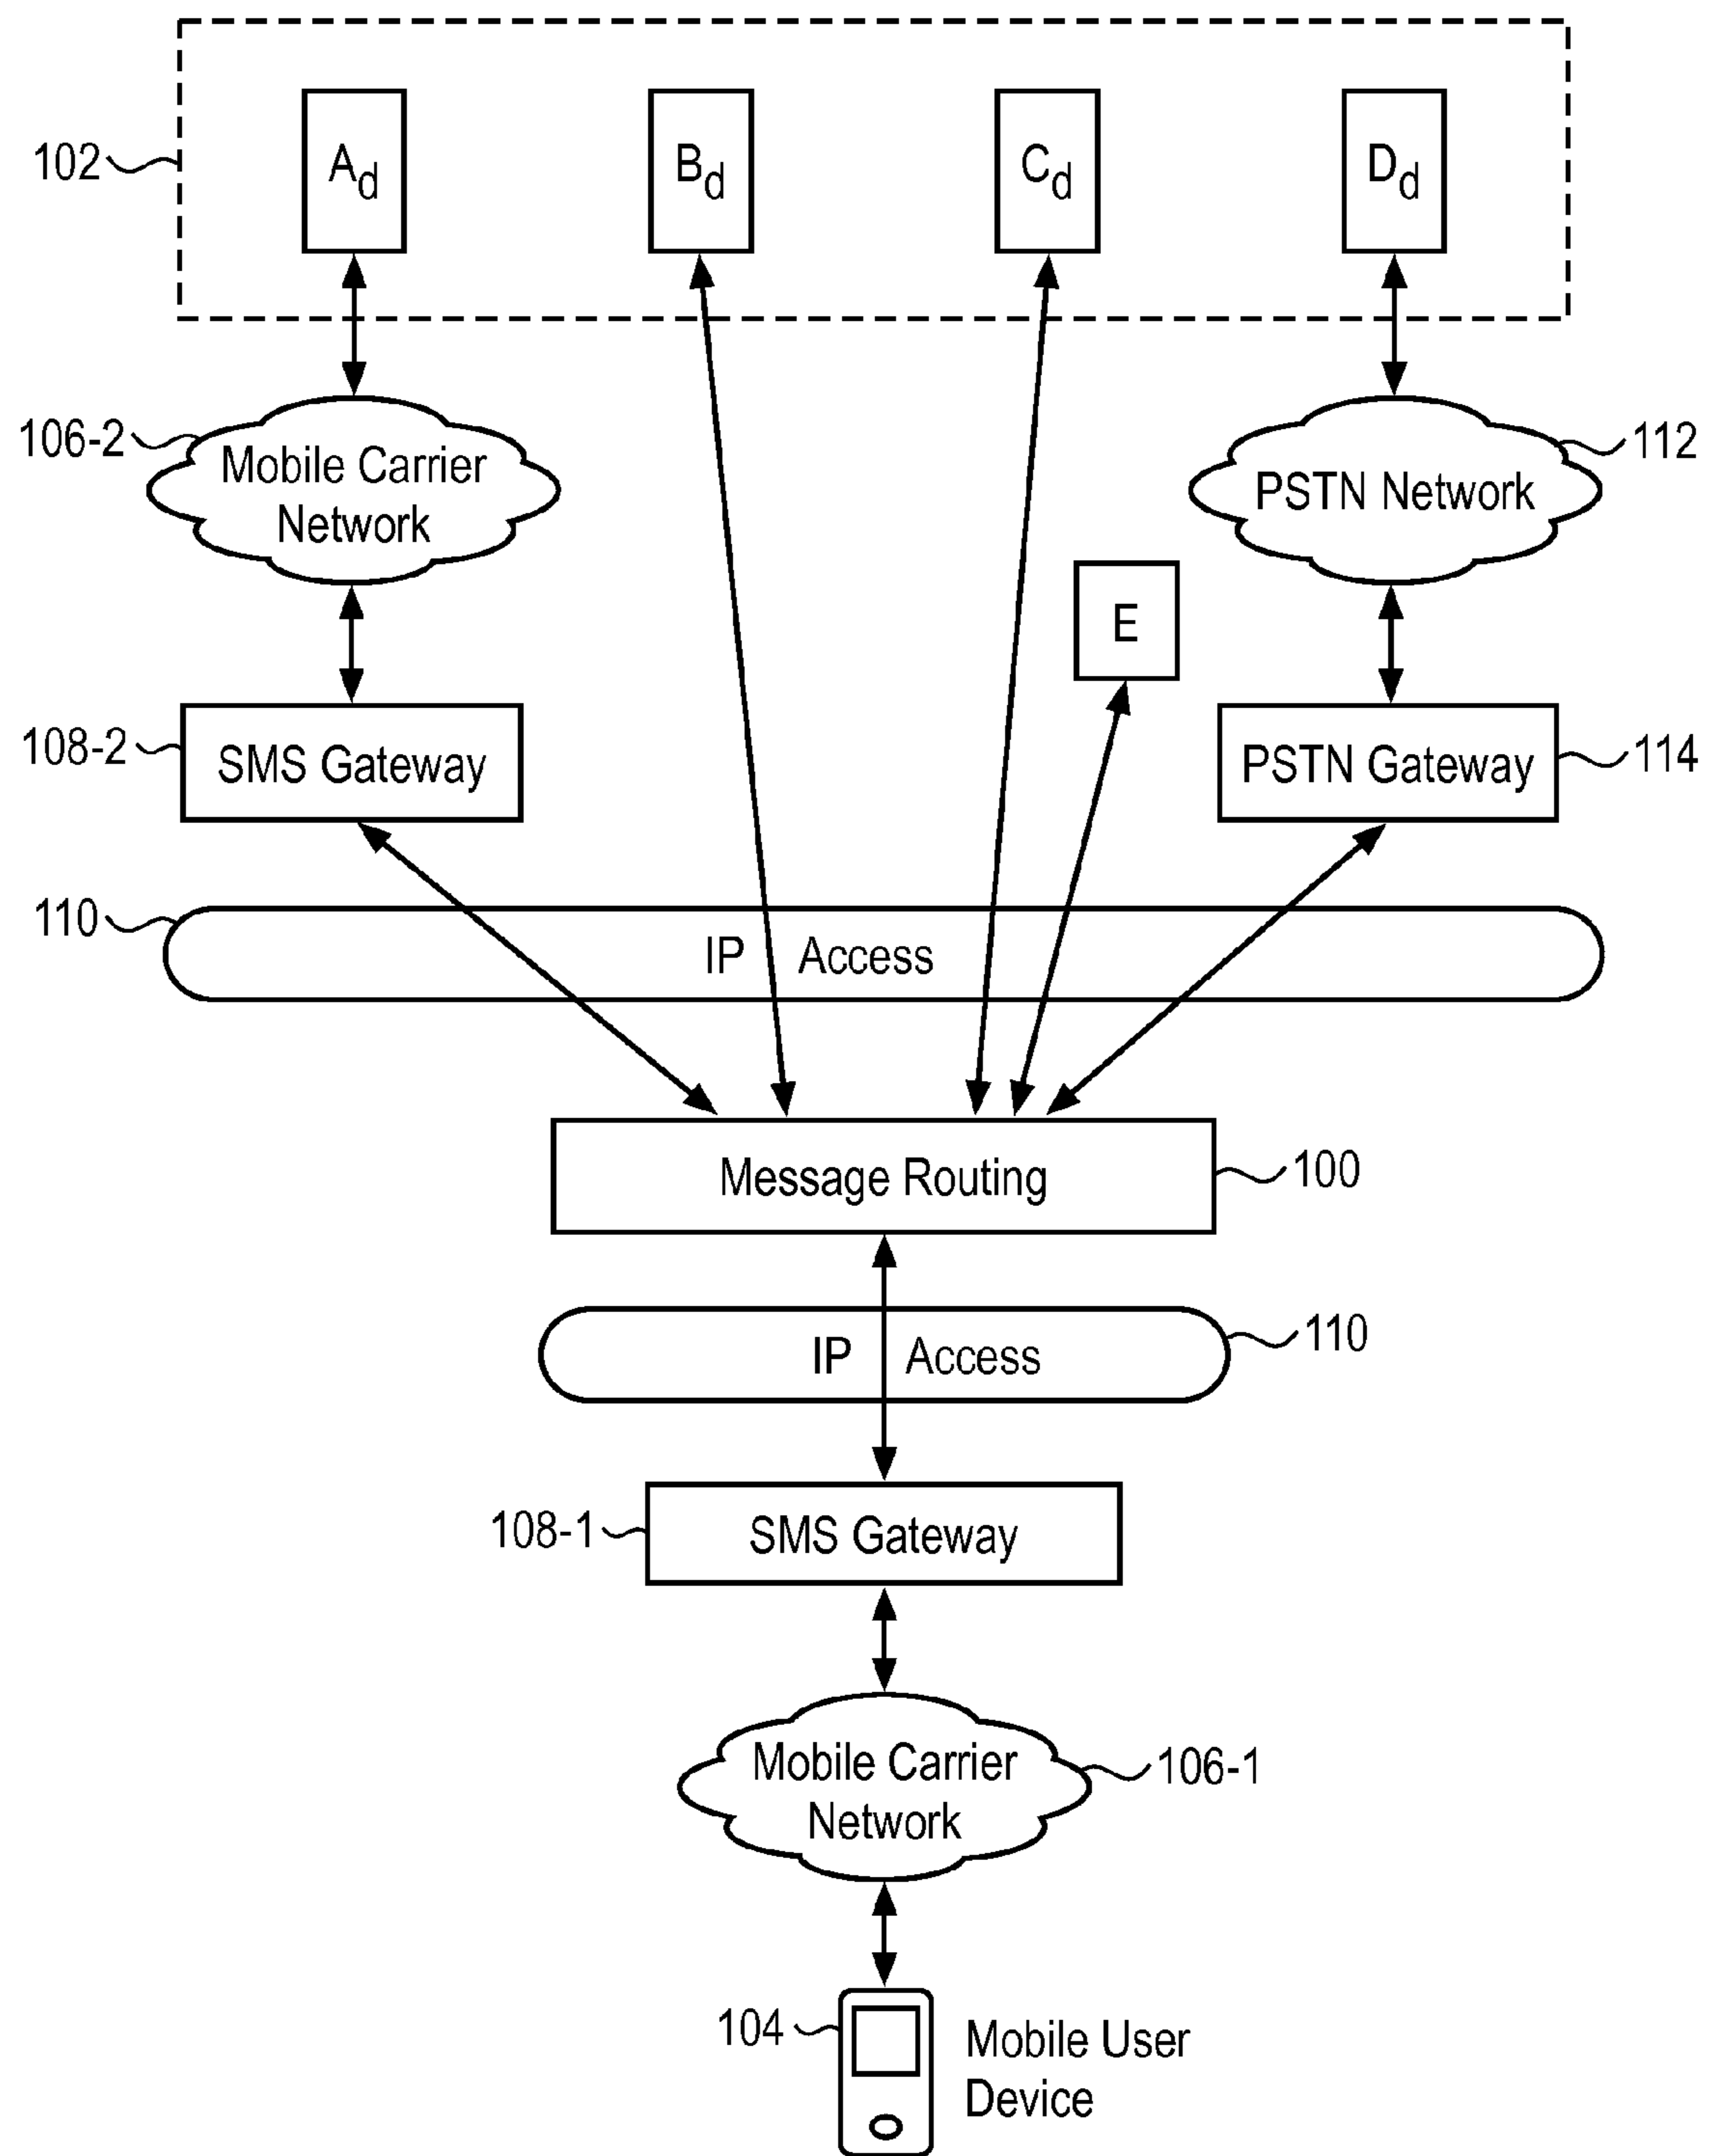 102
Ad
Bd
Cd
Dd
106-2
Mobile Carrier
Network
PSTN Network
112
E
108-2
SMS Gateway
PSTN Gateway
114
110
IP Access
Message Routing
100
IP Access
110
108-1
SMS Gateway
Mobile Carrier
Network
106-1
104
Mobile User
Device